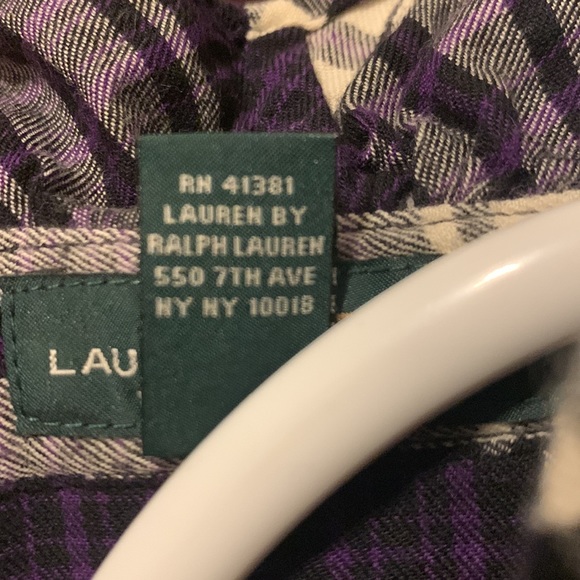 RN 41381
LAUREN BY
RALPH LAUREN
550 7TH AVE
NY NY 10018
LAU